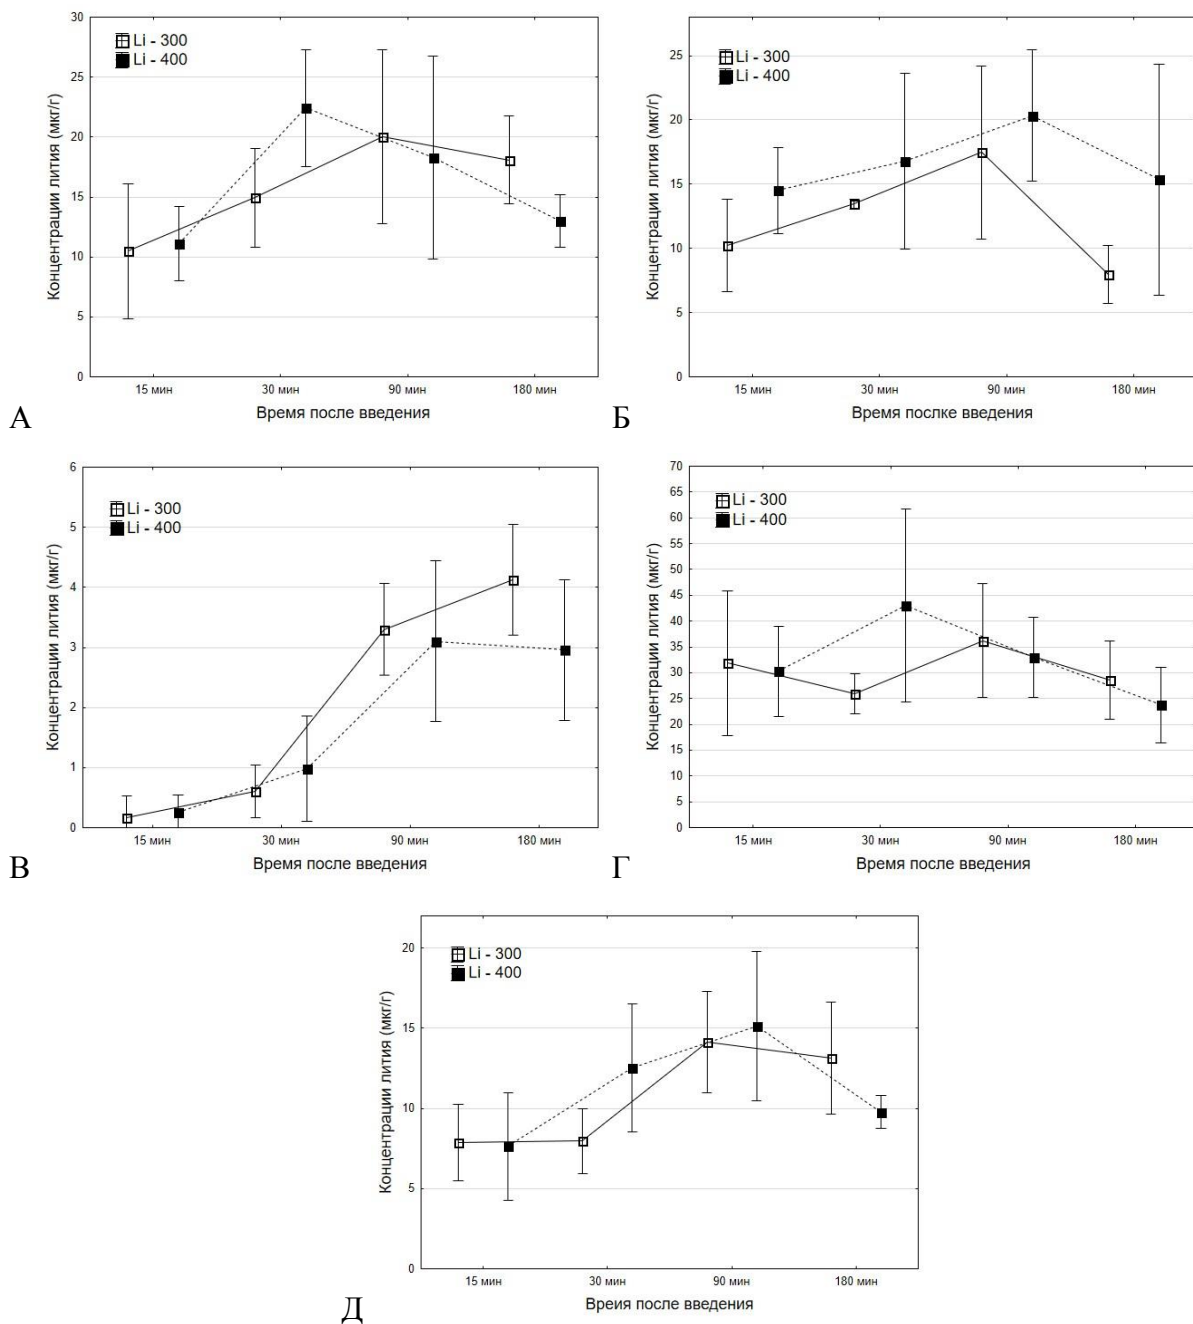 Концентрации лития (мкг/г)
30
25
20
15
10
5
0
Li - 300
Li - 400
15 мин 30 мин 90 мин 180 мин
Время после введения
А
Концентрации лития (мкг/г)
25
20
15
10
5
0
Li - 300
Li - 400
15 мин 30 мин 90 мин 180 мин
Время послке введения
Б
Концентрации лития (мкг/г)
6
5
4
3
2
1
0
Li - 300
Li - 400
15 мин 30 мин 90 мин 180 мин
Время после введения
В
Концентрации лития (мкг/г)
70
65
60
55
50
45
40
35
30
25
20
15
10
5
0
Li - 300
Li - 400
15 мин 30 мин 90 мин 180 мин
Время после введения
Г
Концентрации лития (мкг/г)
20
15
10
5
0
Li - 300
Li - 400
15 мин 30 мин 90 мин 180 мин
Вреия после введения
Д